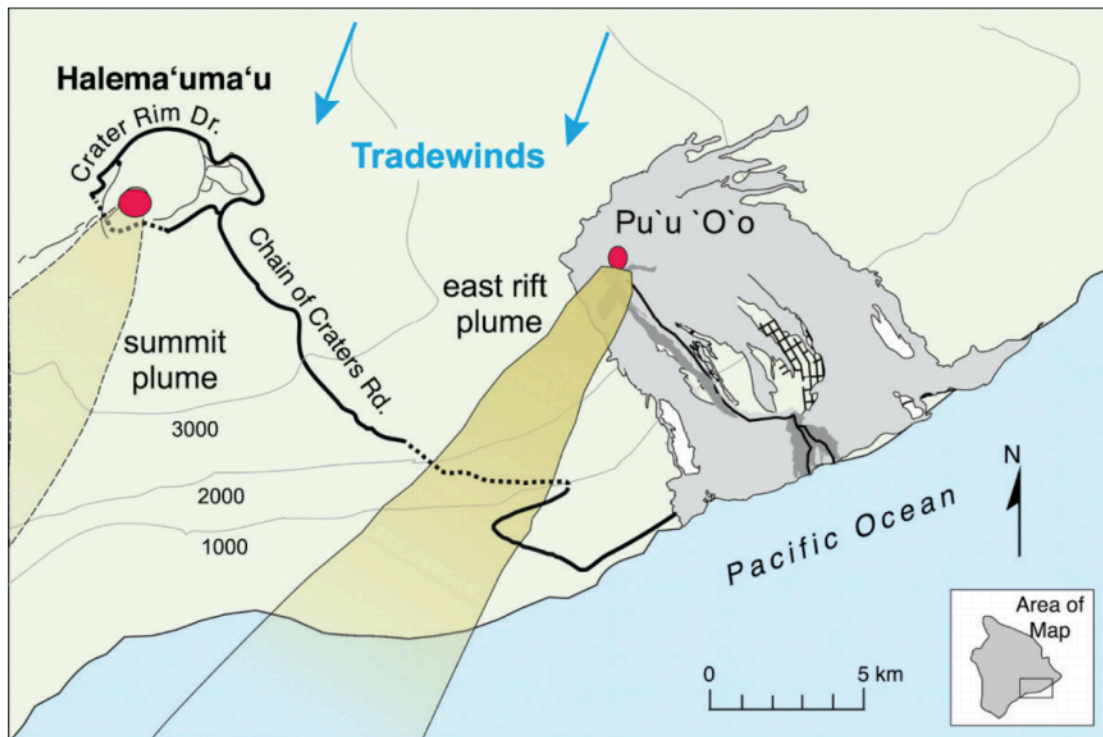 Halema‘uma‘u
Crater Rim Dr.
Tradewinds
Pu`u `O`o
Chain of Craters Rd.
east rift
plume
summit
plume
3000
2000
1000
N
Pacific Ocean
Area of
Map
0 5 km